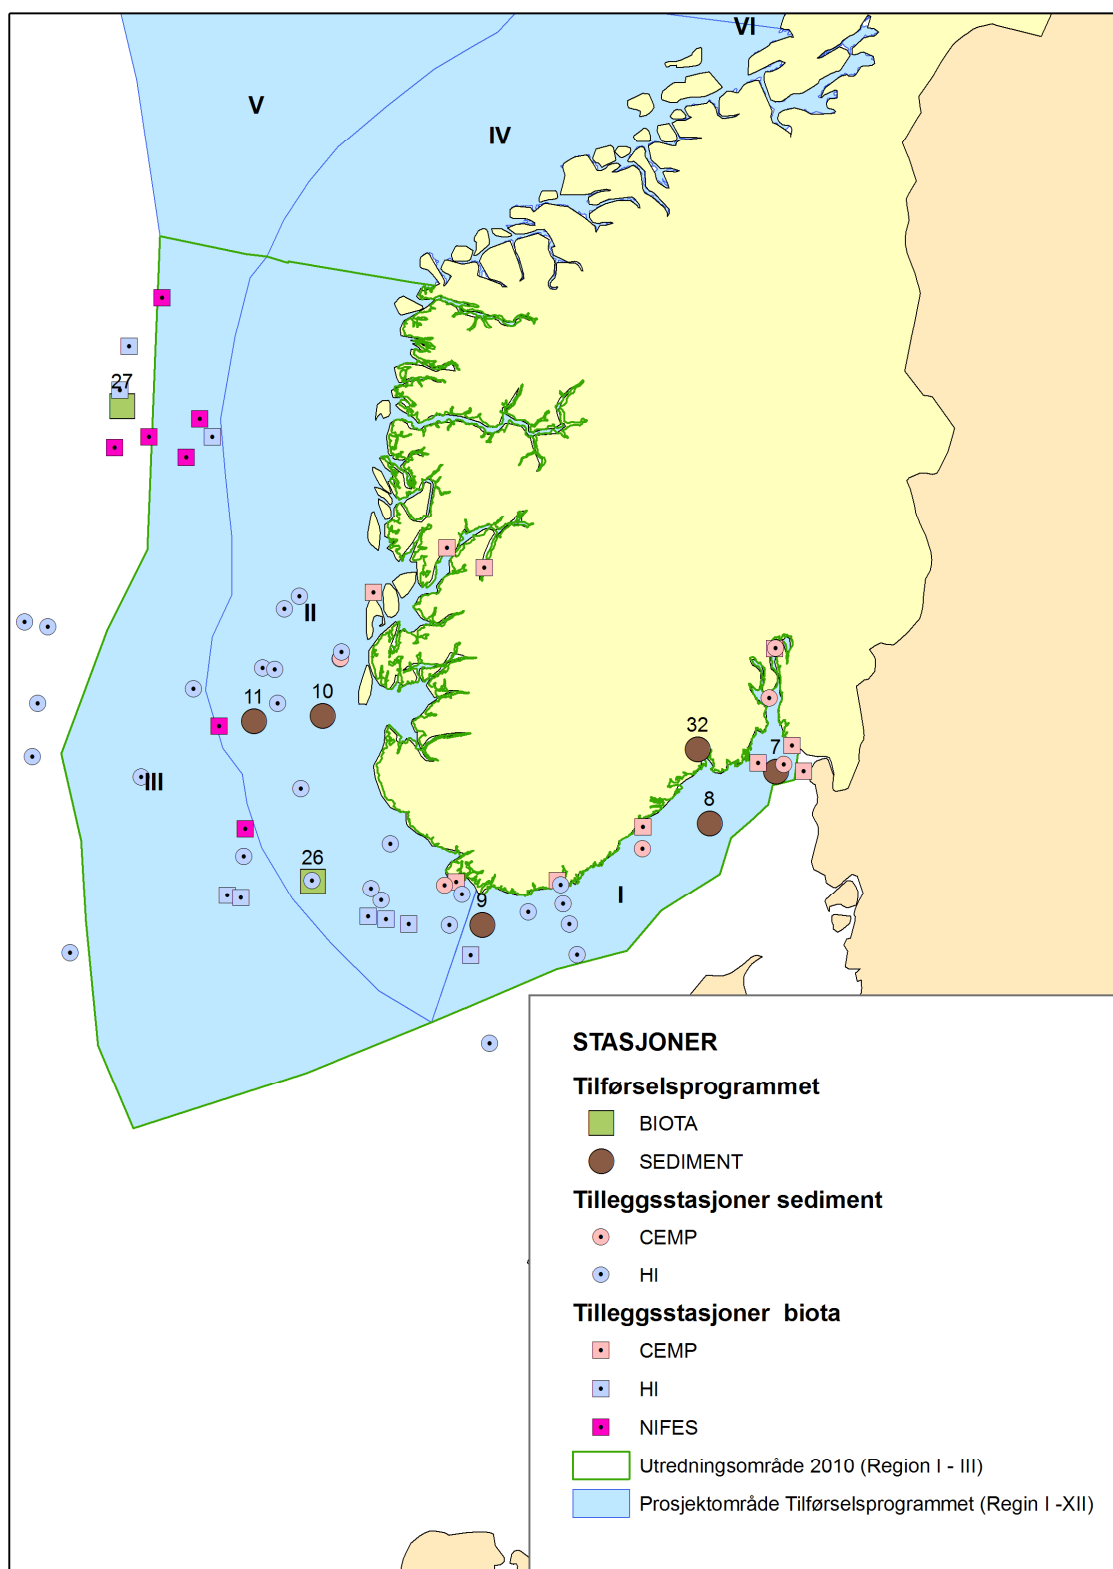 VI
V
IV
27
II
11
10
32
7
III
8
26
I
9
STASJONER
Tilførselsprogrammet
BIOTA
SEDIMENT
Tilleggsstasjoner sediment
CEMP
HI
Tilleggsstasjoner biota
CEMP
HI
NIFES
Utredningsområde 2010 (Region I - III)
Prosjektområde Tilførselsprogrammet (Regin I -XII)